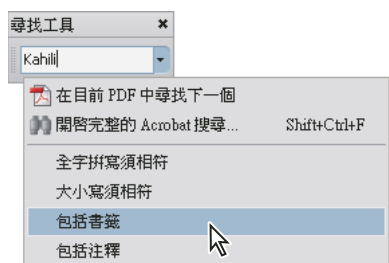 尋找工具
Kahili
在目前 PDF 中尋找下一個
開啟完整的 Acrobat 搜尋... Shift+Ctrl+F
全字拼寫須相符
大小寫須相符
包括書籤
包括注釋